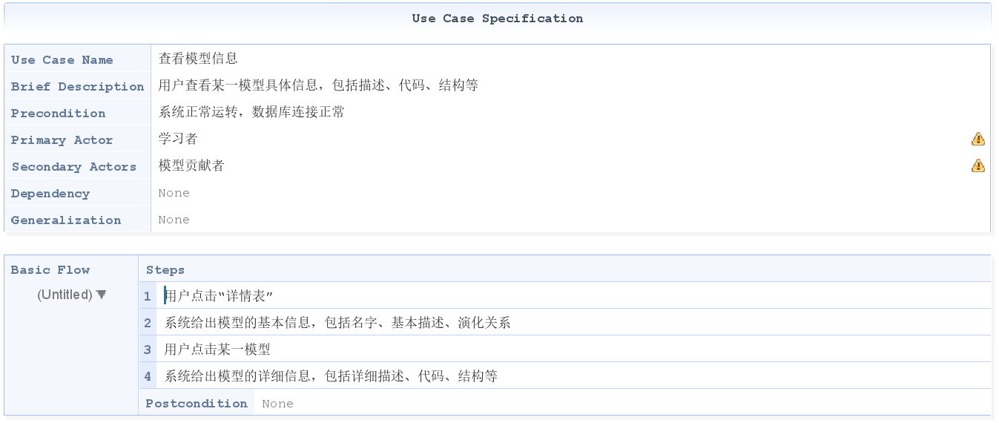 Use Case Specification
Use Case Name 查看模型信息
Brief Description 用户查看某一模型具体信息，包括描述、代码、结构等
Precondition 系统正常运转，数据库连接正常
Primary Actor 学习者
Secondary Actors 模型贡献者
Dependency None
Generalization None
Basic Flow Steps
(Untitled) ▼
1 用户点击“详情表”
2 系统给出模型的基本信息，包括名字、基本描述、演化关系
3 用户点击某一模型
4 系统给出模型的详细信息，包括详细描述、代码、结构等
Postcondition None